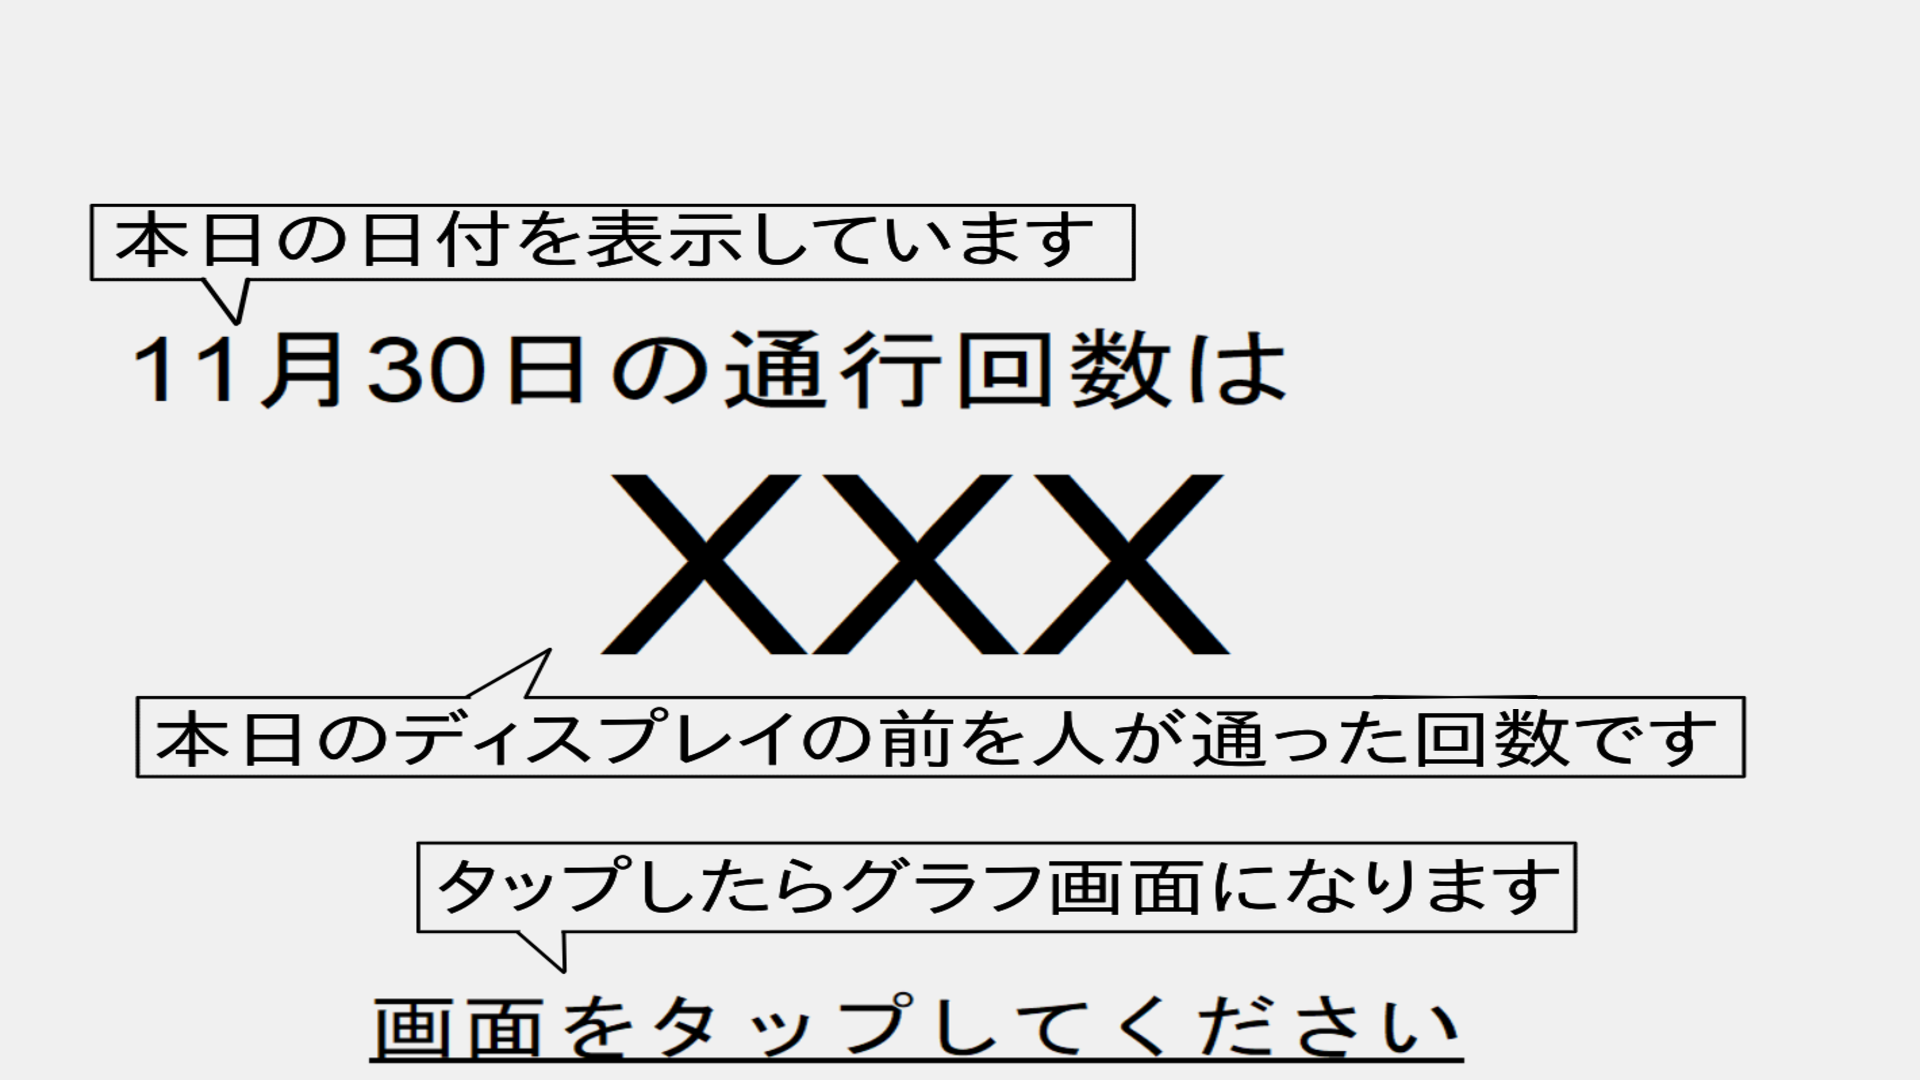 本日の日付を表示しています
11月30日の通行回数は
XXX
本日のディスプレイの前を人が通った回数です
タップしたらグラフ画面になります
画面をタップしてください